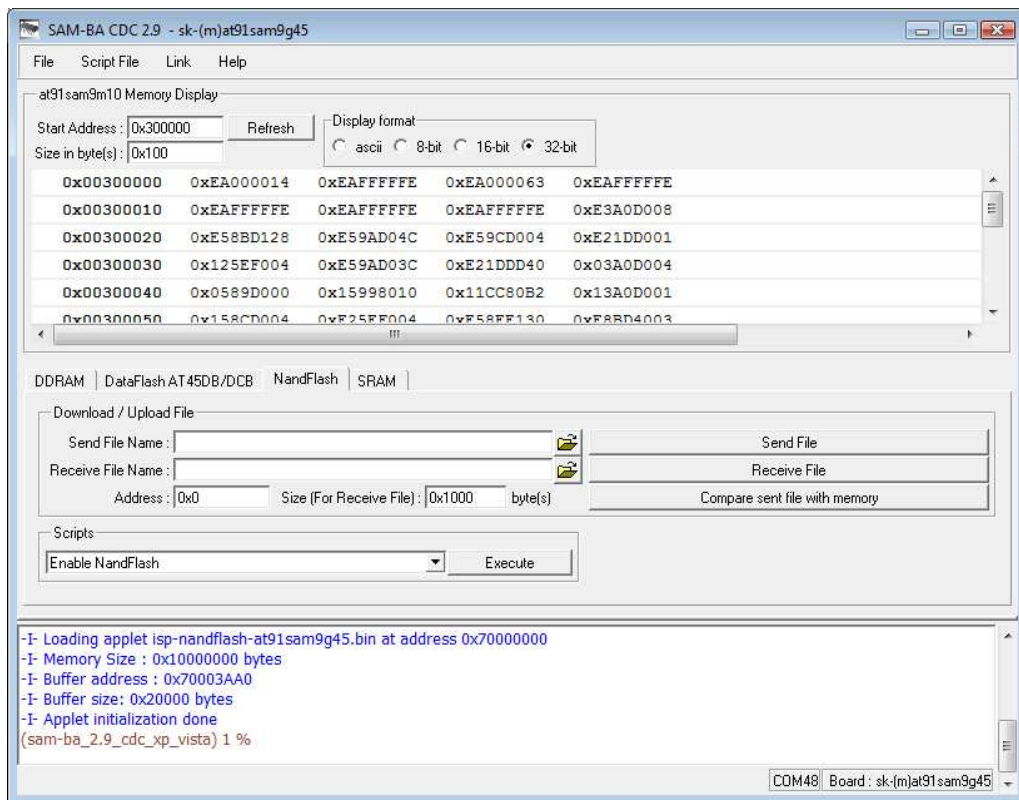 SAM-BA CDC 2.9 - sk-(m)at91sam9g45
File Script File Link Help
at91sam9m10 Memory Display
Start Address : 0x300000 Refresh
Size in byte(s) : 0x100
Display format
ascii 8-bit 16-bit 32-bit
0x00300000 0xEA000014 0xEAFFFFFE 0xEA000063 0xEAFFFFFE
0x00300010 0xEAFFFFFE 0xEAFFFFFE 0xEAFFFFFE 0xE3A0D008
0x00300020 0xE58BD128 0xE59AD04C 0xE59CD004 0xE21DD001
0x00300030 0x125EF004 0xE59AD03C 0xE21DDD40 0x03A0D004
0x00300040 0x0589D000 0x15998010 0x11CC80B2 0x13A0D001
0x00300050 0x158CD004 0xE25EF004 0xE58FE130 0xE8BD4003
DDRAM DataFlash AT45DB/DCB NandFlash SRAM
Download / Upload File
Send File Name : Send File
Receive File Name : Receive File
Address : 0x0 Size (For Receive File) : 0x1000 byte(s) Compare sent file with memory
Scripts
Enable NandFlash Execute
-I- Loading applet isp-nandflash-at91sam9g45.bin at address 0x70000000
-I- Memory Size : 0x10000000 bytes
-I- Buffer address : 0x70003AA0
-I- Buffer size: 0x20000 bytes
-I- Applet initialization done
(sam-ba_2.9_cdc_xp_vista) 1 %
COM48 Board : sk-(m)at91sam9g45